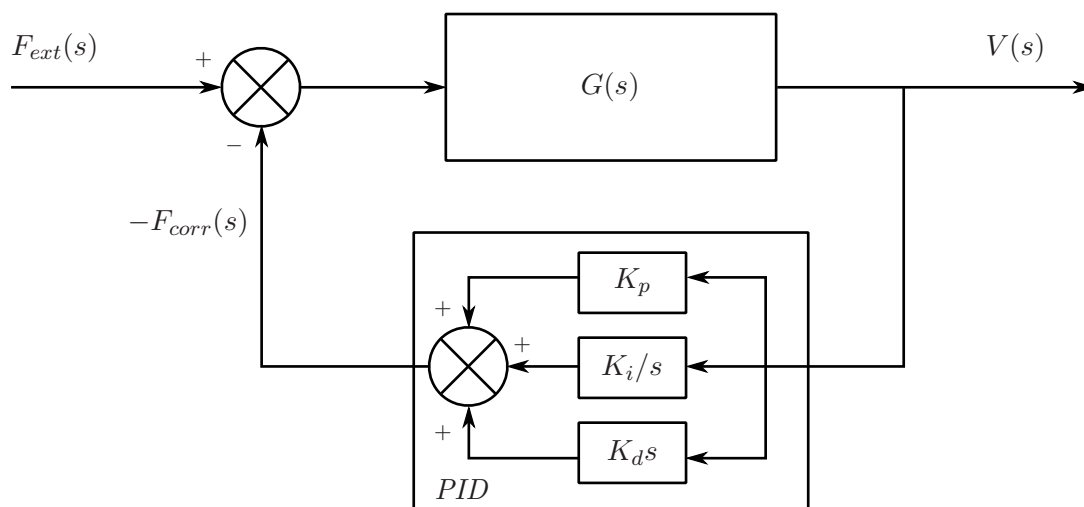 F_{ext}(s)
V(s)
+
G(s)
−
−F_{corr}(s)
K_p
+
+
K_i/s
+
K_d s
PID